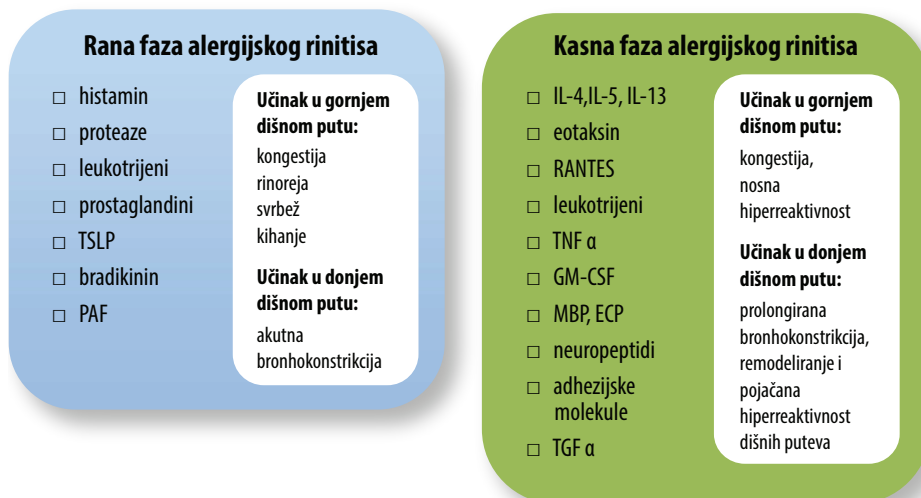 Rana faza alergijskog rinitisa
□ histamin
□ proteaze
□ leukotrijeni
□ prostaglandini
□ TSLP
□ bradikinin
□ PAF
Učinak u gornjem
dišnom putu:
kongestija
rinoreja
svrbež
kihanje
Učinak u donjem
dišnom putu:
akutna
bronhokonstrikcija
Kasna faza alergijskog rinitisa
□ IL-4,IL-5, IL-13
□ eotaksin
□ RANTES
□ leukotrijeni
□ TNF α
□ GM-CSF
□ MBP, ECP
□ neuropeptidi
□ adhezijske
molekule
□ TGF α
Učinak u gornjem
dišnom putu:
kongestija,
nosna
hiperreaktivnost
Učinak u donjem
dišnom putu:
prolongirana
bronhokonstrikcija,
remodeliranje i
pojačana
hiperreaktivnost
dišnih puteva